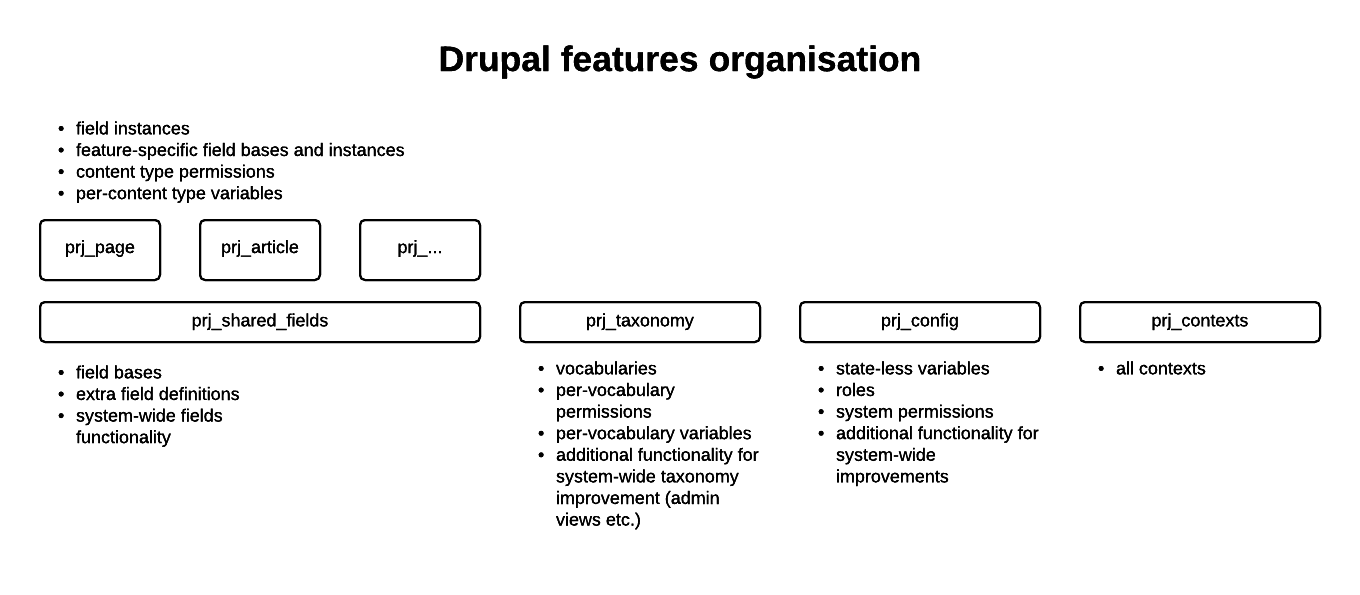 Drupal features organisation
• field instances
• feature-specific field bases and instances
• content type permissions
• per-content type variables
prj_page
prj_article
prj_...
prj_shared_fields
• field bases
• extra field definitions
• system-wide fields
functionality
prj_taxonomy
• vocabularies
• per-vocabulary
permissions
• per-vocabulary variables
• additional functionality for
system-wide taxonomy
improvement (admin
views etc.)
prj_config
• state-less variables
• roles
• system permissions
• additional functionality for
system-wide
improvements
prj_contexts
• all contexts